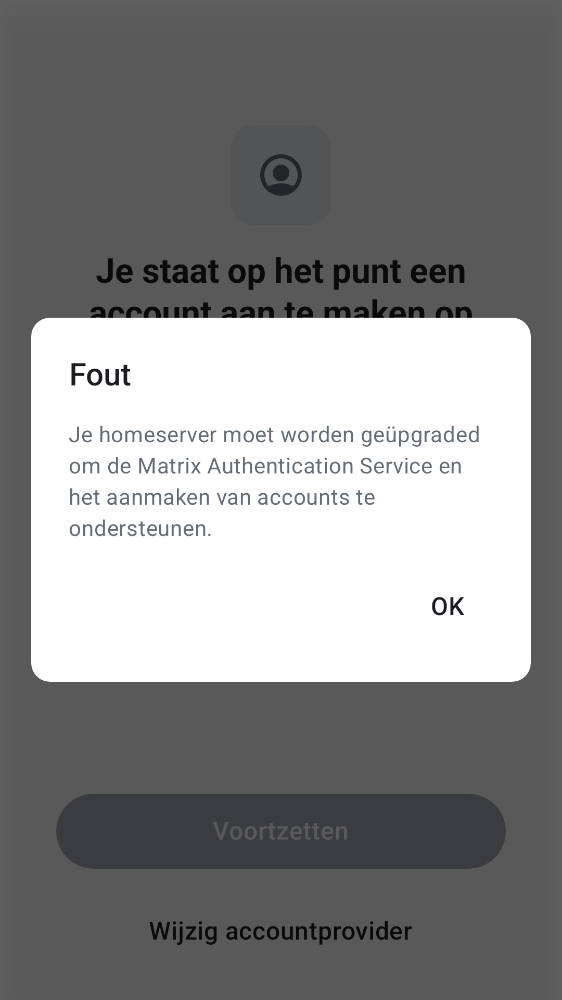 Je staat op het punt een
account aan te maken op
Fout
Je homeserver moet worden geüpgraded
om de Matrix Authentication Service en
het aanmaken van accounts te
ondersteunen.
OK
Voortzetten
Wijzig accountprovider